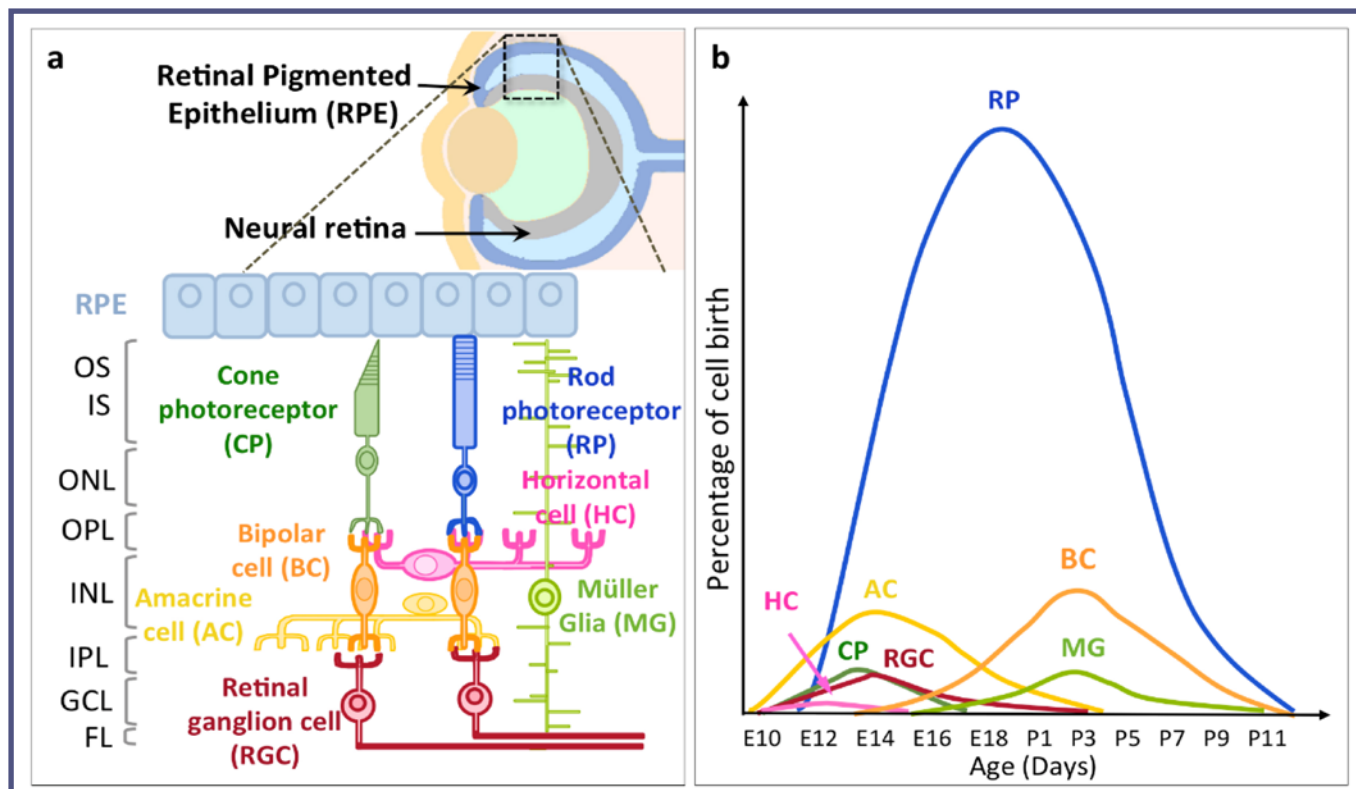 a
Retinal Pigmented
Epithelium (RPE)
Neural retina
RPE
OS
IS
ONL
OPL
INL
IPL
GCL
FL
Cone
photoreceptor
(CP)
Rod
photoreceptor
(RP)
Horizontal
cell (HC)
Bipolar
cell (BC)
Amacrine
cell (AC)
Müller
Glia (MG)
Retinal
ganglion cell
(RGC)
b
Percentage of cell birth
RP
BC
AC
HC
CP
RGC
MG
E10 E12 E14 E16 E18 P1 P3 P5 P7 P9 P11
Age (Days)